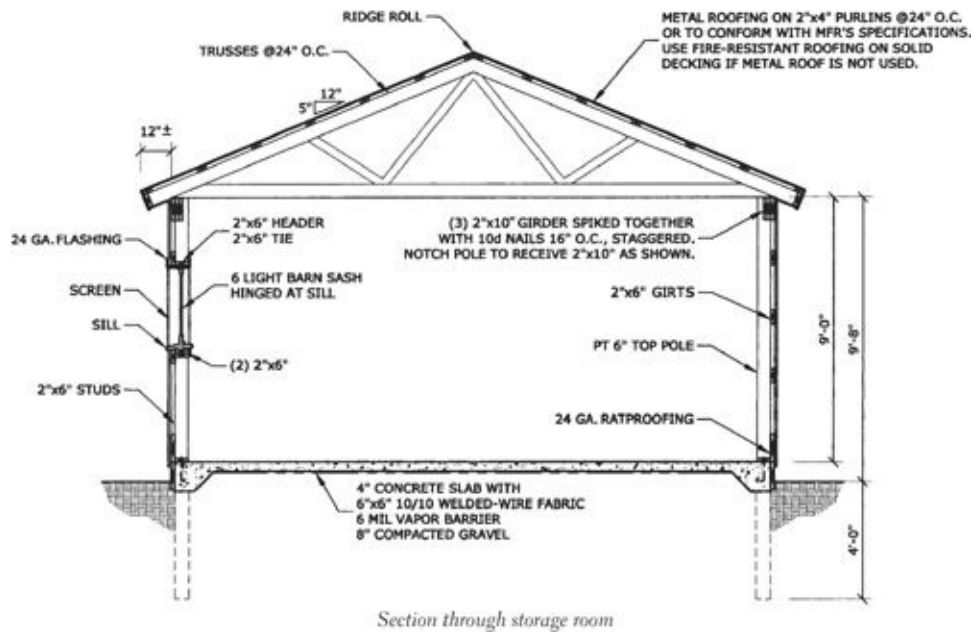 RIDGE ROLL
METAL ROOFING ON 2"x4" PURLINS @24" O.C.
OR TO CONFORM WITH MFR'S SPECIFICATIONS.
USE FIRE-RESISTANT ROOFING ON SOLID
DECKING IF METAL ROOF IS NOT USED.
TRUSSES @24" O.C.
12"
5"
12"±
2"x6" HEADER
2"x6" TIE
24 GA. FLASHING
6 LIGHT BARN SASH
HINGED AT SILL
SCREEN
SILL
(2) 2"x6"
2"x6" STUDS
(3) 2"x10" GIRDER SPIKED TOGETHER
WITH 10d NAILS 16" O.C., STAGGERED.
NOTCH POLE TO RECEIVE 2"x10" AS SHOWN.
2"x6" GIRTS
PT 6" TOP POLE
24 GA. RATPROOFING
9'-0"
9'-8"
4'-0"
4" CONCRETE SLAB WITH
6"x6" 10/10 WELDED-WIRE FABRIC
6 MIL VAPOR BARRIER
8" COMPACTED GRAVEL
Section through storage room